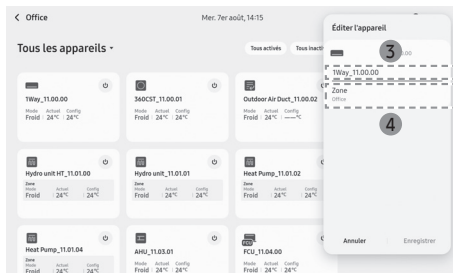 Office
Mer. 7er août, 14:15
Tous les appareils
Tous activés
Tous inacti
1Way_11.00.00
Mode Actuel Config
Froid 24°C 24°C
360CST_11.00.01
Mode Actuel Config
Froid 24°C 24°C
Outdoor Air Duct_11.00.02
Mode Actuel Config
Froid 24°C ——°C
Hydro unit HT_11.01.00
Zone
Mode Actuel Config
Froid 24°C 24°C
Hydro unit_11.01.01
Zone
Mode Actuel Config
Froid 24°C 24°C
Heat Pump_11.01.02
Zone
Mode Actuel Config
Froid 24°C 24°C
Heat Pump_11.01.04
Zone
Mode Actuel Config
Froid 24°C 24°C
AHU_11.03.01
Mode Actuel Config
Froid 24°C 24°C
FCU
FCU_11.04.00
Mode Actuel Config
Froid 24°C 24°C
Éditer l'appareil
3
1Way_11.00.00
Zone
Office
4
Annuler
Enregistrer